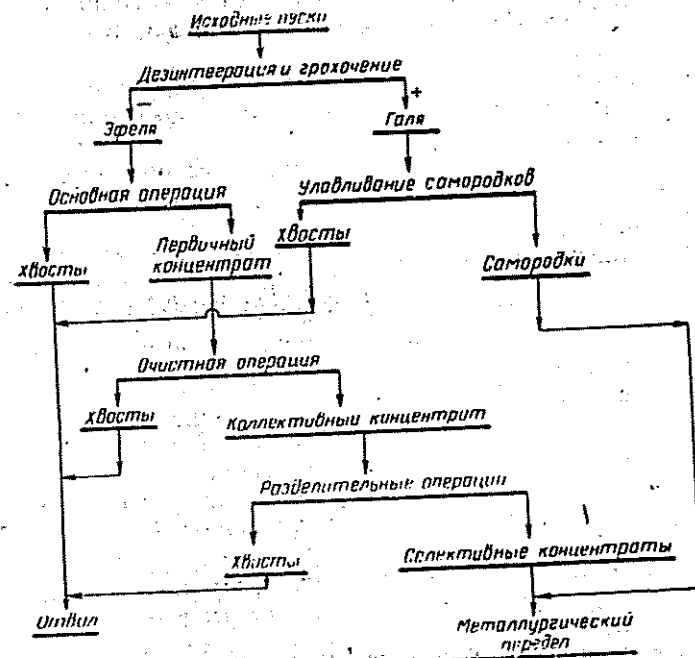 Исходные пески
Дезинтеграция и грохочение
−
+
Эфеля
Галя
Основная операция
Улавливание самородков
Хвосты
Первичный
концентрат
Хвосты
Самородки
Очистная операция
Хвосты
Коллективный концентрат
Разделительные операции
Хвосты
Селективные концентраты
Отвал
Металлургический
передел